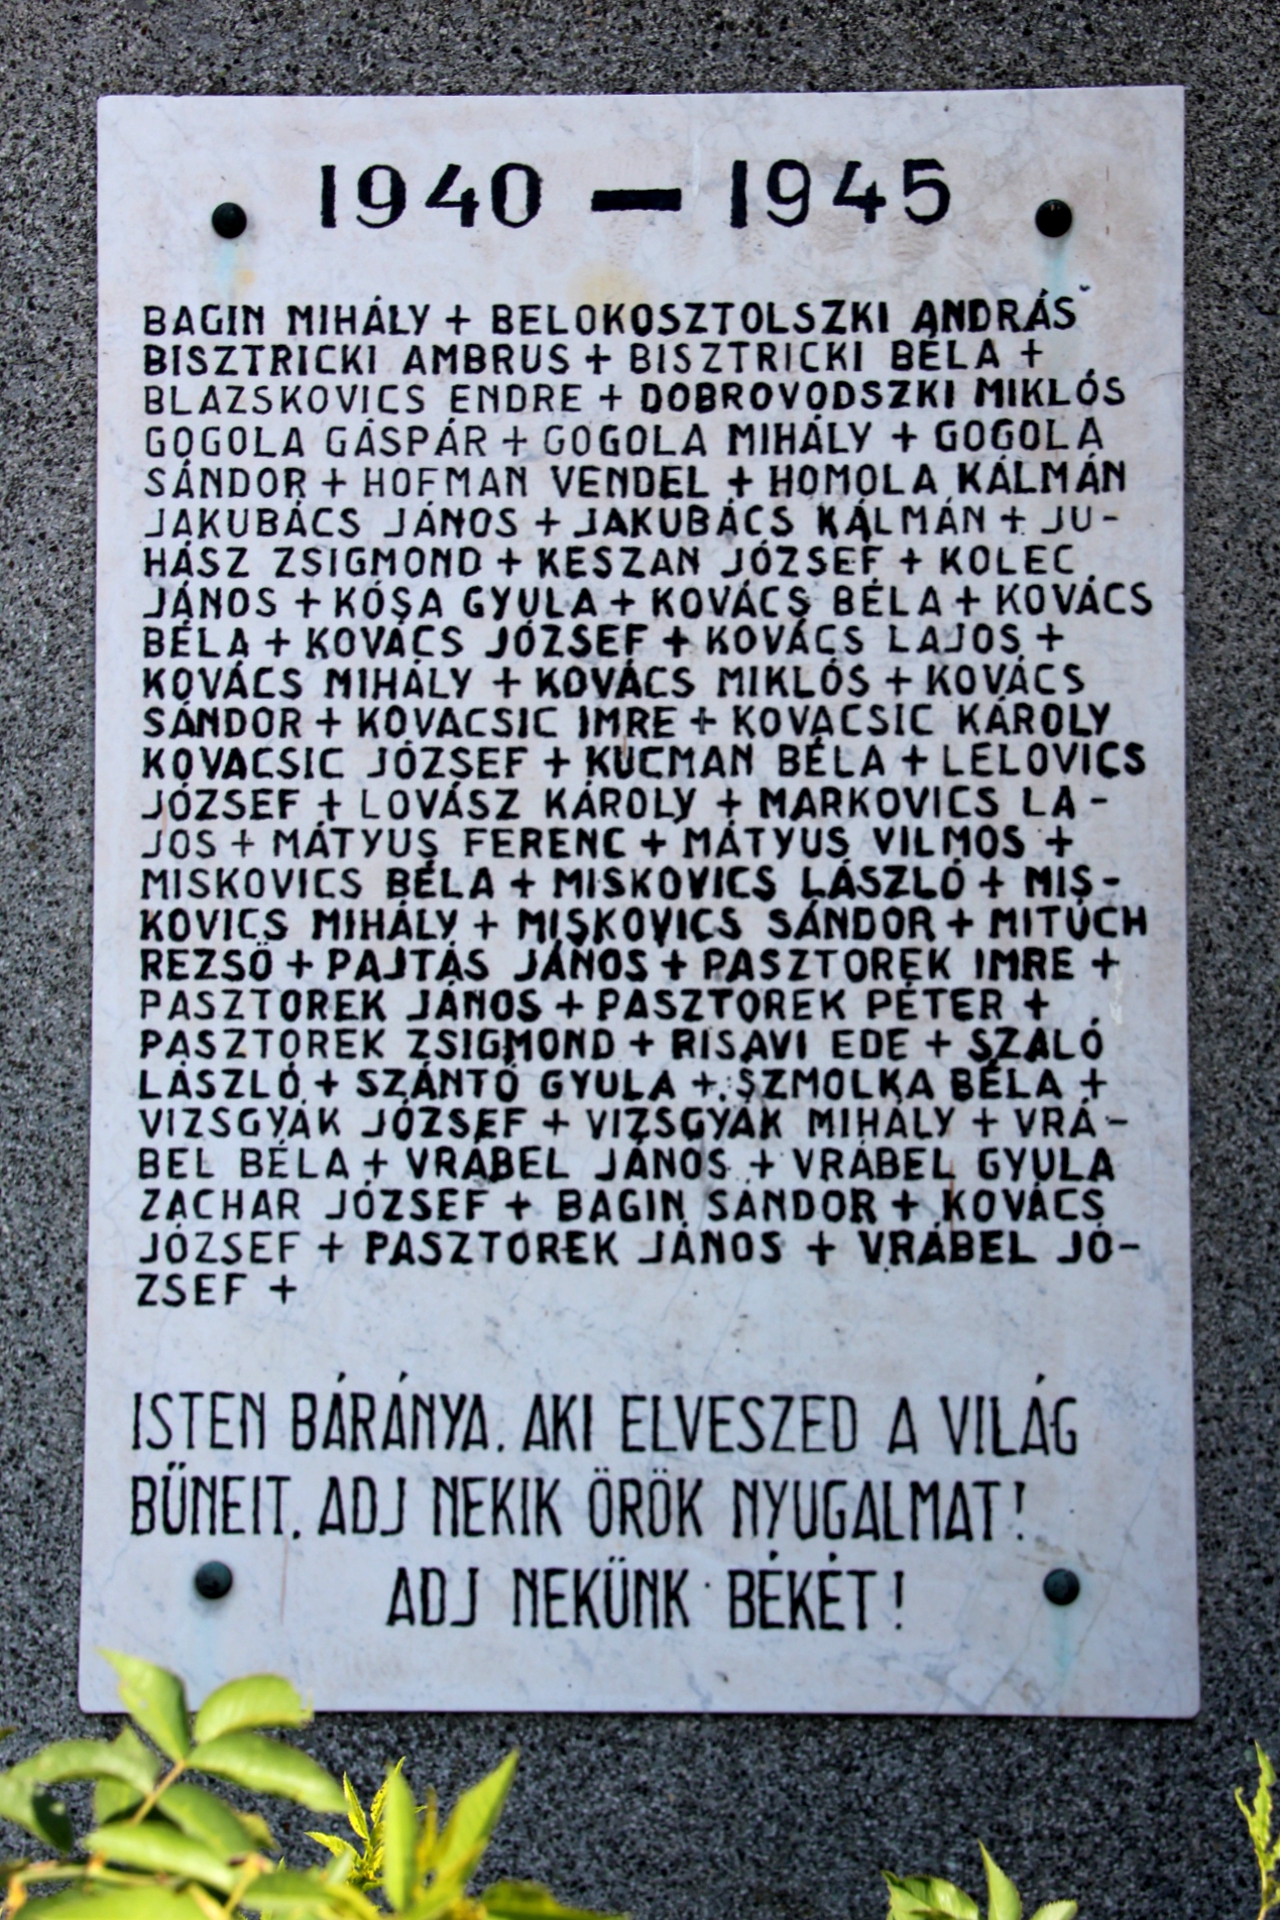 1940 — 1945
BAGIN MIHÁLY + BELOKOSZTOLSZKI ANDRÁS
BISZTRICKI AMBRUS + BISZTRICKI BÉLA +
BLAZSKOVICS ENDRE + DOBROVODSZKI MIKLÓS
GOGOLA GÁSPÁR + GOGOLA MIHÁLY + GOGOLA
SÁNDOR + HOFMAN VENDEL + HOMOLA KÁLMÁN
JAKUBÁCS JÁNOS + JAKUBÁCS KÁLMÁN + JU-
HÁSZ ZSIGMOND + KESZAN JÓZSEF + KOLEC
JÁNOS + KÓSA GYULA + KOVÁCS BÉLA + KOVÁCS
BÉLA + KOVÁCS JÓZSEF + KOVÁCS LAJOS +
KOVÁCS MIHÁLY + KOVÁCS MIKLÓS + KOVÁCS
SÁNDOR + KOVACSIC IMRE + KOVACSIC KÁROLY
KOVACSIC JÓZSEF + KUCMAN BÉLA + LELOVICS
JÓZSEF + LOVÁSZ KÁROLY + MARKOVICS LA-
JOS + MÁTYUS FERENC + MÁTYUS VILMOS +
MISKOVICS BÉLA + MISKOVICS LÁSZLÓ + MIS-
KOVICS MIHÁLY + MISKOVICS SÁNDOR + MITUCH
REZSÖ + PAJTÁS JÁNOS + PASZTOREK IMRE +
PASZTOREK JÁNOS + PASZTOREK PÉTER +
PASZTOREK ZSIGMOND + RISAVI EDE + SZALÓ
LÁSZLÓ + SZÁNTÓ GYULA + SZMOLKA BÉLA +
VIZSGYÁK JÓZSEF + VIZSGYÁK MIHÁLY + VRÁ-
BEL BÉLA + VRÁBEL JÁNOS + VRÁBEL GYULA
ZACHAR JÓZSEF + BAGIN SÁNDOR + KOVÁCS
JÓZSEF + PASZTOREK JÁNOS + VRÁBEL JÓ-
ZSEF +
ISTEN BÁRÁNYA, AKI ELVESZED A VILÁG
BŰNEIT, ADJ NEKIK ÖRÖK NYUGALMAT!
ADJ NEKÜNK BÉKÉT!